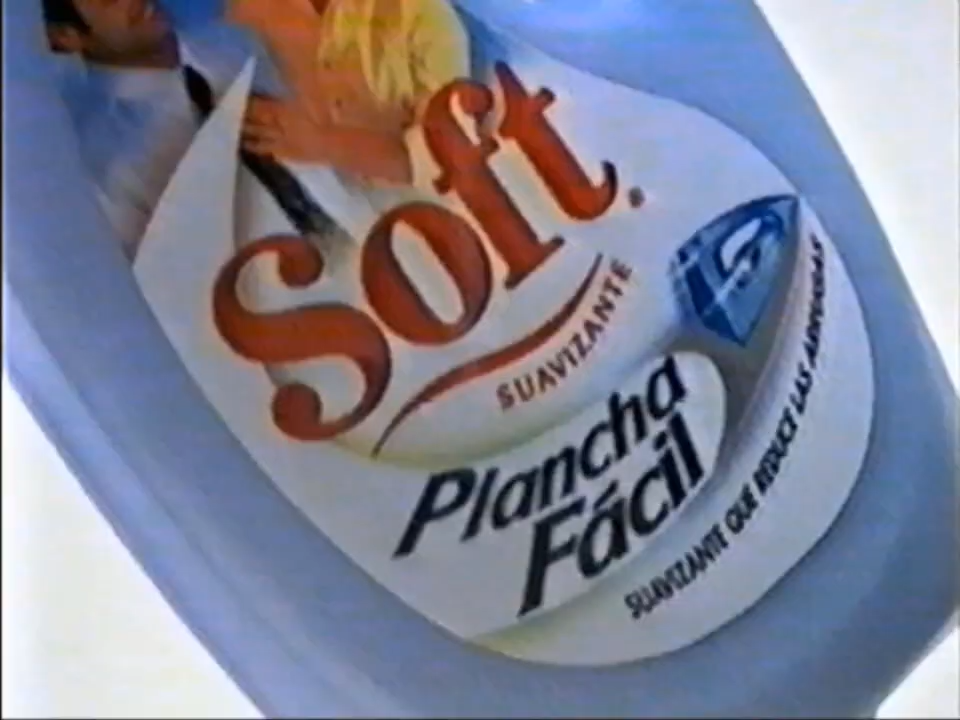 Soft.
SUAVIZANTE
Plancha
Fácil
SUAVIZANTE QUE REDUCE LAS ARRUGAS